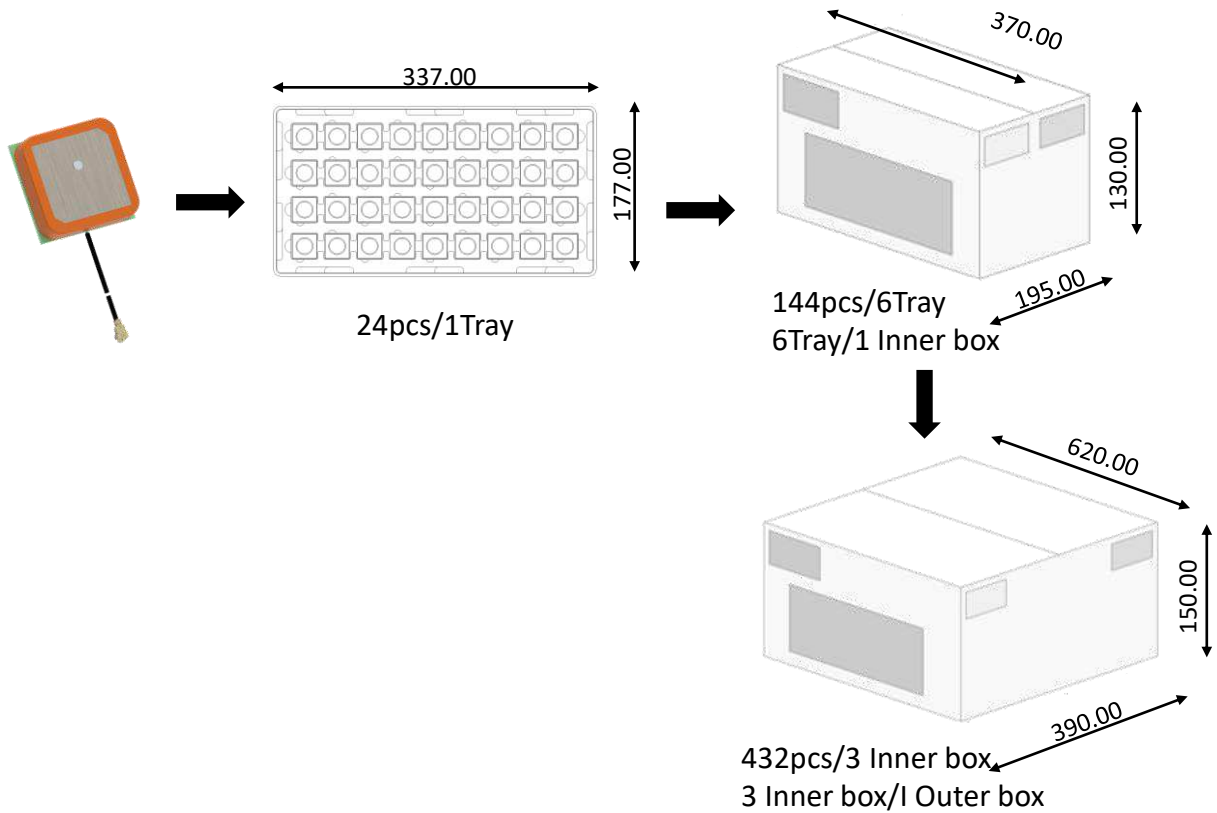 337.00
177.00
24pcs/1Tray
370.00
130.00
195.00
144pcs/6Tray
6Tray/1 Inner box
620.00
150.00
390.00
432pcs/3 Inner box
3 Inner box/I Outer box